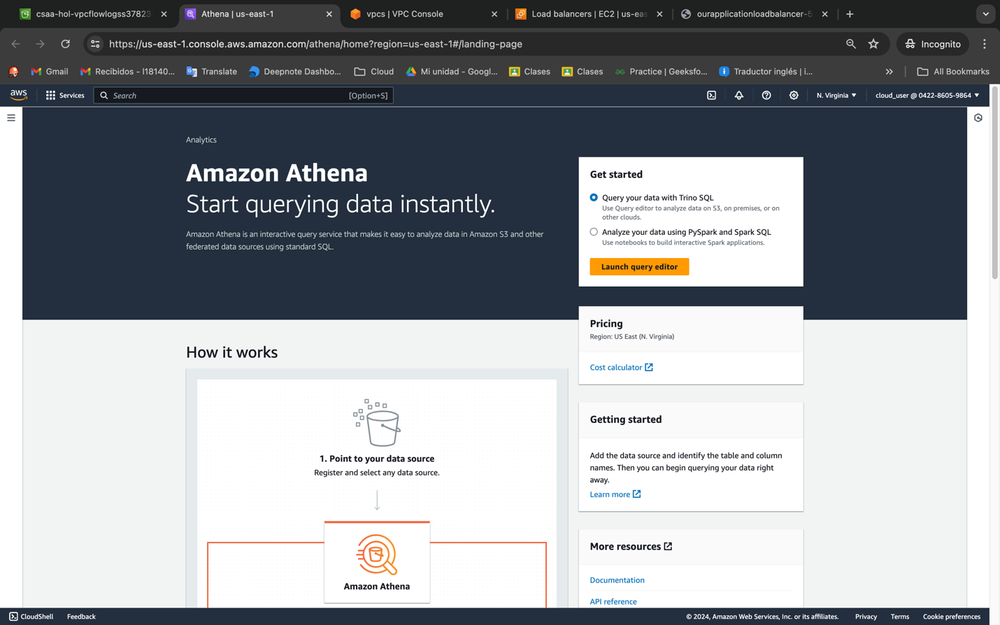 csaa-hol-vpcflowlogss37823
Athena | us-east-1
vpcs | VPC Console
Load balancers | EC2 | us-eas
ourapplicationloadbalancer-5
https://us-east-1.console.aws.amazon.com/athena/home?region=us-east-1#/landing-page
Incognito
Gmail
Recibidos - l18140...
Translate
Deepnote Dashbo...
Cloud
Mi unidad - Googl...
Clases
Clases
Practice | Geeksfo...
Traductor inglés | i...
All Bookmarks
aws
Services
Search
[Option+S]
N. Virginia
cloud_user @ 0422-8605-9864
Analytics
Amazon Athena
Start querying data instantly.
Amazon Athena is an interactive query service that makes it easy to analyze data in Amazon S3 and other
federated data sources using standard SQL.
Get started
Query your data with Trino SQL
Use Query editor to analyze data on S3, on premises, or on
other clouds.
Analyze your data using PySpark and Spark SQL
Use notebooks to build interactive Spark applications.
Launch query editor
Pricing
Region: US East (N. Virginia)
Cost calculator
How it works
1. Point to your data source
Register and select any data source.
Amazon Athena
Getting started
Add the data source and identify the table and column
names. Then you can begin querying your data right
away.
Learn more
More resources
Documentation
API reference
CloudShell
Feedback
© 2024, Amazon Web Services, Inc. or its affiliates.
Privacy
Terms
Cookie preferences